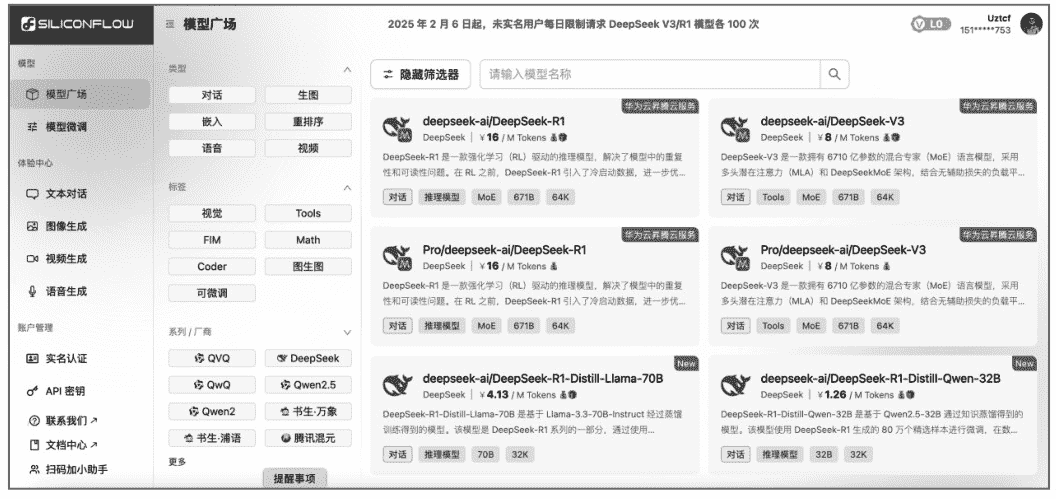 SILICONFLOW
模型广场
2025 年 2 月 6 日起，未实名用户每日限制请求 DeepSeek V3/R1 模型各 100 次
L0
Uztcf
151*****753
模型
模型广场
模型微调
体验中心
文本对话
图像生成
视频生成
语音生成
账户管理
实名认证
API 密钥
联系我们↗
文档中心↗
扫码加小助手
类型
对话
生图
嵌入
重排序
语音
视频
标签
视觉
Tools
FIM
Math
Coder
图生图
可微调
系列 / 厂商
QVQ
DeepSeek
QwQ
Qwen2.5
Qwen2
书生·万象
书生·浦语
腾讯混元
更多
提醒事项
隐藏筛选器
请输入模型名称
华为云昇腾云服务
deepseek-ai/DeepSeek-R1
DeepSeek | ￥16 / M Tokens
DeepSeek-R1 是一款强化学习（RL）驱动的推理模型，解决了模型中的重复
性和可读性问题。在 RL 之前，DeepSeek-R1 引入了冷启动数据，进一步优...
对话 推理模型 MoE 671B 64K
华为云昇腾云服务
deepseek-ai/DeepSeek-V3
DeepSeek | ￥8 / M Tokens
DeepSeek-V3 是一款拥有 6710 亿参数的混合专家（MoE）语言模型，采用
多头潜在注意力（MLA）和 DeepSeekMoE 架构，结合无辅助损失的负载平...
对话 Tools MoE 671B 64K
华为云昇腾云服务
Pro/deepseek-ai/DeepSeek-R1
DeepSeek | ￥16 / M Tokens
DeepSeek-R1 是一款强化学习（RL）驱动的推理模型，解决了模型中的重复
性和可读性问题。在 RL 之前，DeepSeek-R1 引入了冷启动数据，进一步优...
对话 推理模型 MoE 671B 64K
华为云昇腾云服务
Pro/deepseek-ai/DeepSeek-V3
DeepSeek | ￥8 / M Tokens
DeepSeek-V3 是一款拥有 6710 亿参数的混合专家（MoE）语言模型，采用
多头潜在注意力（MLA）和 DeepSeekMoE 架构，结合无辅助损失的负载平...
对话 Tools MoE 671B 64K
New
deepseek-ai/DeepSeek-R1-Distill-Llama-70B
DeepSeek | ￥4.13 / M Tokens
DeepSeek-R1-Distill-Llama-70B 是基于 Llama-3.3-70B-Instruct 经过蒸馏
训练得到的模型。该模型是 DeepSeek-R1 系列的一部分，通过使用...
对话 推理模型 70B 32K
New
deepseek-ai/DeepSeek-R1-Distill-Qwen-32B
DeepSeek | ￥1.26 / M Tokens
DeepSeek-R1-Distill-Qwen-32B 是基于 Qwen2.5-32B 通过知识蒸馏得到的
模型。该模型使用 DeepSeek-R1 生成的 80 万个精选样本进行微调，在数...
对话 推理模型 32B 32K